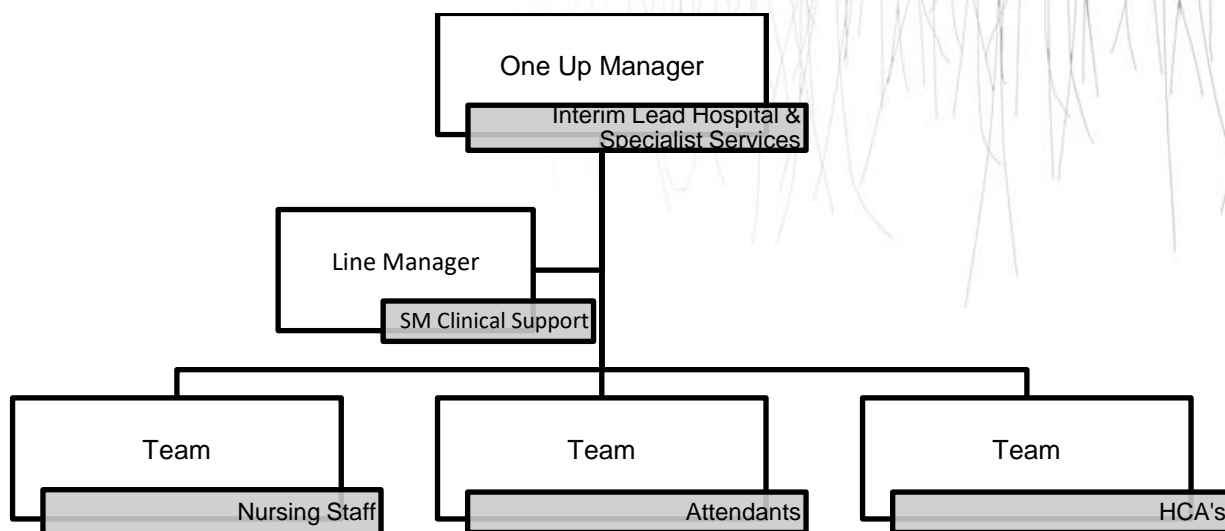 One Up Manager
Interim Lead Hospital &
Specialist Services
Line Manager
SM Clinical Support
Team
Nursing Staff
Team
Attendants
Team
HCA's